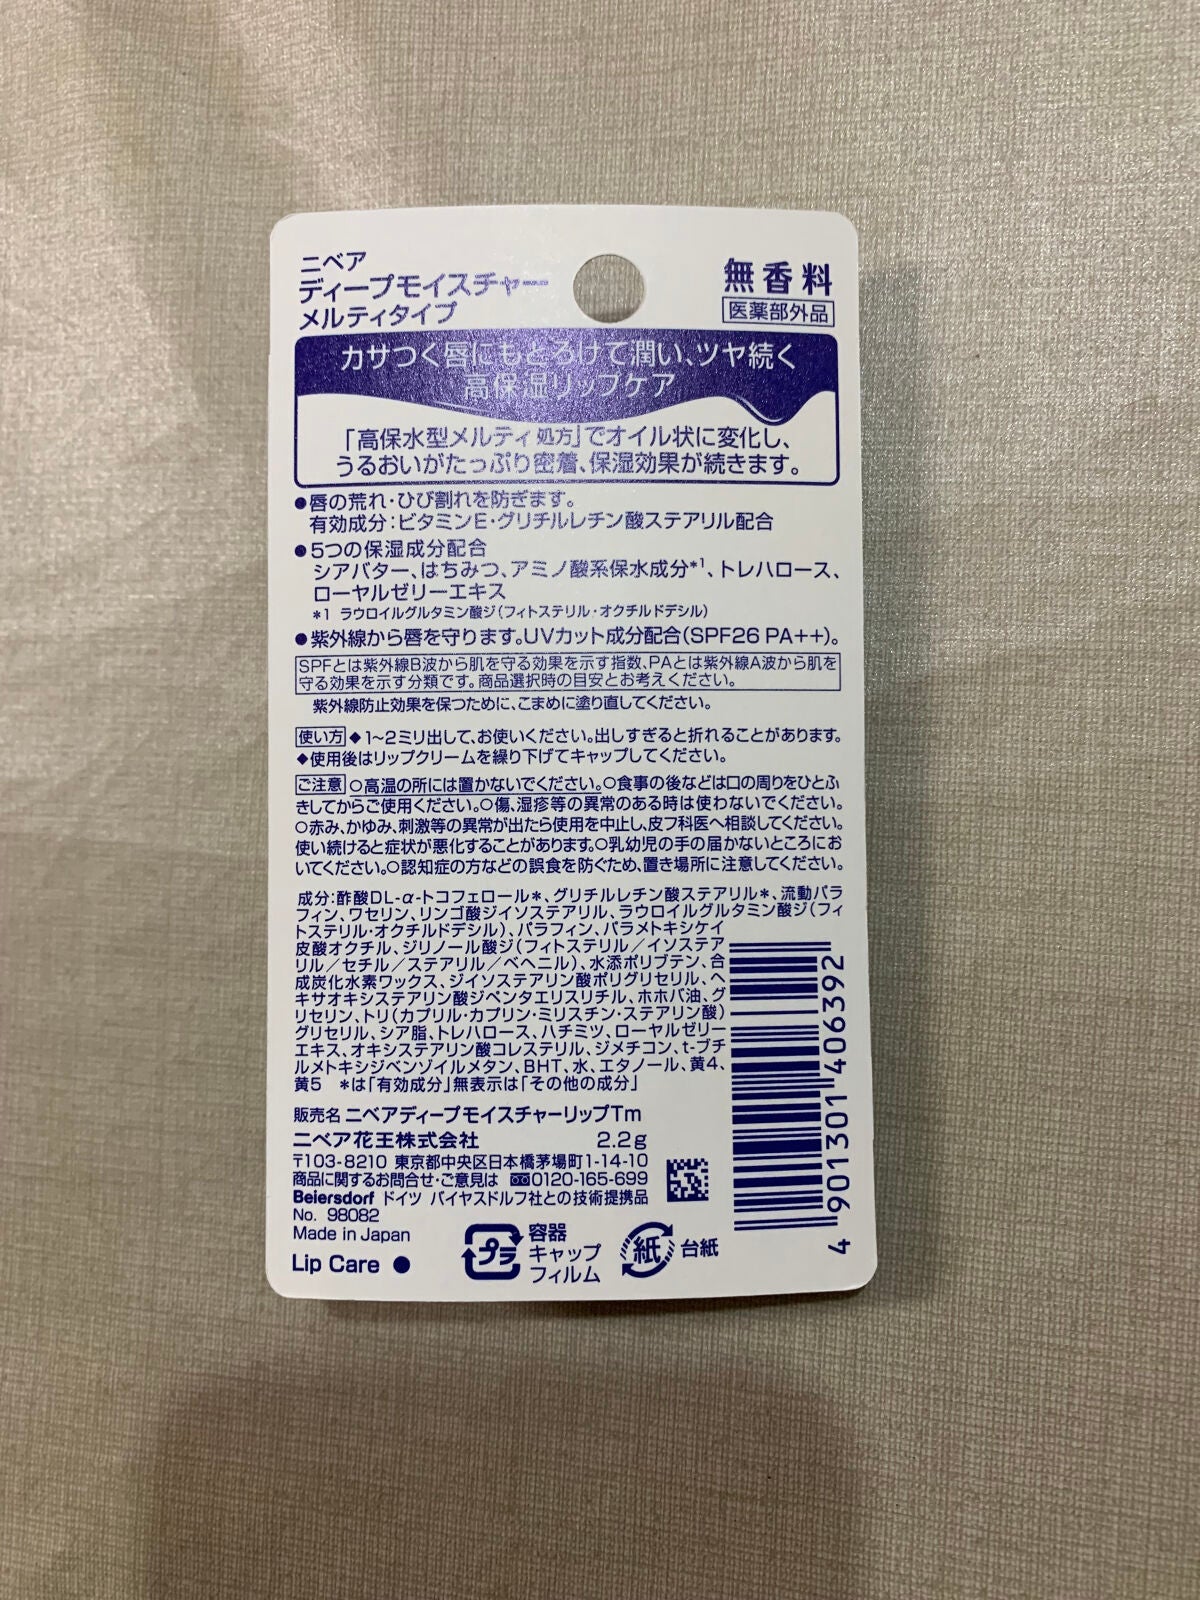 ニベア
ディープモイスチャー
メルティタイプ
無香料
医薬部外品
カサつく唇にもとろけて潤い、ツヤ続く
高保湿リップケア
「高保水型メルティ処方」でオイル状に変化し、
うるおいがたっぷり密着、保湿効果が続きます。
●唇の荒れ・ひび割れを防ぎます。
有効成分：ビタミンE・グリチルレチン酸ステアリル配合
●5つの保湿成分配合
シアバター、はちみつ、アミノ酸系保水成分*1、トレハロース、
ローヤルゼリーエキス
*1 ラウロイルグルタミン酸ジ(フィトステリル・オクチルドデシル)
●紫外線から唇を守ります。UVカット成分配合(SPF26 PA++)。
SPFとは紫外線B波から肌を守る効果を示す指数、PAとは紫外線A波から肌を
守る効果を示す分類です。商品選択時の目安とお考えください。
紫外線防止効果を保つために、こまめに塗り直してください。
使い方 ◆1〜2ミリ出して、お使いください。出しすぎると折れることがあります。
◆使用後はリップクリームを繰り下げてキャップしてください。
ご注意 ○高温の所には置かないでください。○食事の後などは口の周りをひとふ
きしてからご使用ください。○傷、湿疹等の異常のある時は使わないでください。
○赤み、かゆみ、刺激等の異常が出たら使用を中止し、皮フ科医へ相談してください。
使い続けると症状が悪化することがあります。○乳幼児の手の届かないところにお
いてください。○認知症の方などの誤食を防ぐため、置き場所に注意してください。
成分：酢酸DL-α-トコフェロール*、グリチルレチン酸ステアリル*、流動パラ
フィン、ワセリン、リンゴ酸ジイソステアリル、ラウロイルグルタミン酸ジ(フィ
トステリル・オクチルドデシル)、パラフィン、パラメトキシケイ
皮酸オクチル、ジリノール酸ジ(フィトステリル/イソステア
リル/セチル/ステアリル/ベヘニル)、水添ポリブテン、合
成炭化水素ワックス、ジイソステアリン酸ポリグリセリル、ヘ
キサオキシステアリン酸ジペンタエリスリチル、ホホバ油、グ
リセリン、トリ(カプリル・カプリン・ミリスチン・ステアリン酸)
グリセリル、シア脂、トレハロース、ハチミツ、ローヤルゼリー
エキス、オキシステアリン酸コレステリル、ジメチコン、t-ブチ
ルメトキシジベンゾイルメタン、BHT、水、エタノール、黄4、
黄5 *は「有効成分」無表示は「その他の成分」
販売名 ニベアディープモイスチャーリップTm
ニベア花王株式会社 2.2g
〒103-8210 東京都中央区日本橋茅場町1-14-10
商品に関するお問合せ・ご意見は 0120-165-699
Beiersdorf ドイツ バイヤスドルフ社との技術提携品
No. 98082
Made in Japan
Lip Care ●
プラ
容器
キャップ
フィルム
紙
台紙
4 901301 406392